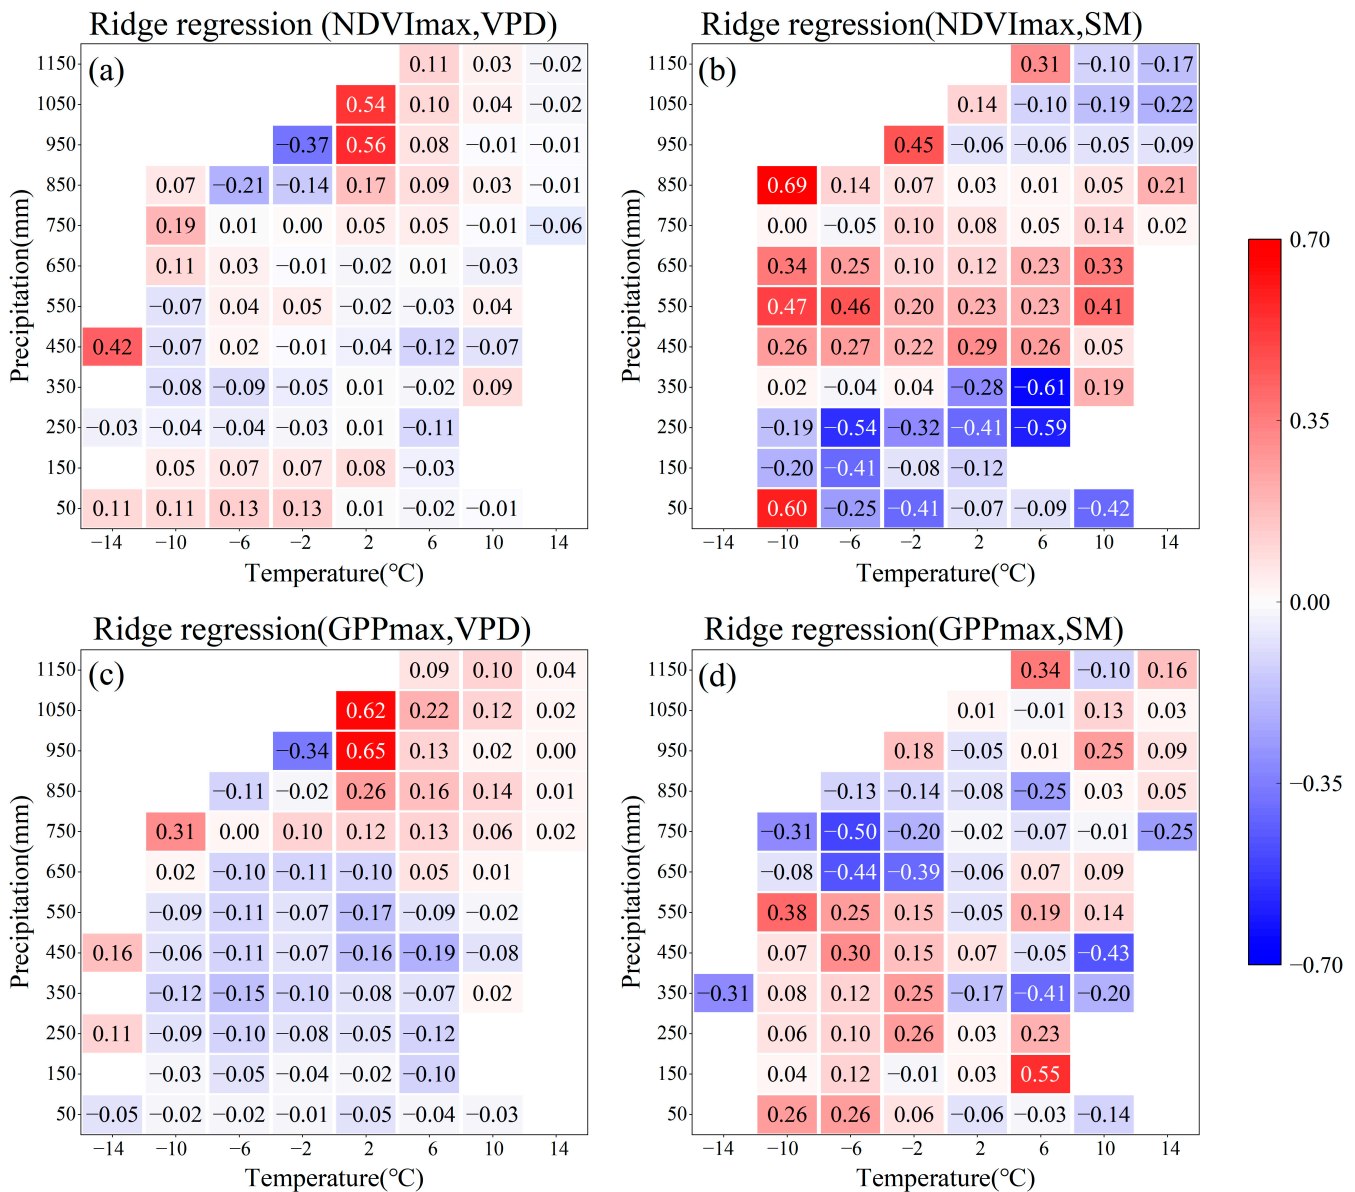 Ridge regression (NDVImax,VPD)
(a)
Precipitation(mm)
1150 0.11 0.03 −0.02
1050 0.54 0.10 0.04 −0.02
950 −0.37 0.56 0.08 −0.01 −0.01
850 0.07 −0.21 −0.14 0.17 0.09 0.03 −0.01
750 0.19 0.01 0.00 0.05 0.05 −0.01 −0.06
650 0.11 0.03 −0.01 −0.02 0.01 −0.03
550 −0.07 0.04 0.05 −0.02 −0.03 0.04
450 0.42 −0.07 0.02 −0.01 −0.04 −0.12 −0.07
350 −0.08 −0.09 −0.05 0.01 −0.02 0.09
250 −0.03 −0.04 −0.04 −0.03 0.01 −0.11
150 0.05 0.07 0.07 0.08 −0.03
50 0.11 0.11 0.13 0.13 0.01 −0.02 −0.01
−14 −10 −6 −2 2 6 10 14
Temperature(℃)
Ridge regression(NDVImax,SM)
(b)
Precipitation(mm)
1150 0.31 −0.10 −0.17
1050 0.14 −0.10 −0.19 −0.22
950 0.45 −0.06 −0.06 −0.05 −0.09
850 0.69 0.14 0.07 0.03 0.01 0.05 0.21
750 0.00 −0.05 0.10 0.08 0.05 0.14 0.02
650 0.34 0.25 0.10 0.12 0.23 0.33
550 0.47 0.46 0.20 0.23 0.23 0.41
450 0.26 0.27 0.22 0.29 0.26 0.05
350 0.02 −0.04 0.04 −0.28 −0.61 0.19
250 −0.19 −0.54 −0.32 −0.41 −0.59
150 −0.20 −0.41 −0.08 −0.12
50 0.60 −0.25 −0.41 −0.07 −0.09 −0.42
−14 −10 −6 −2 2 6 10 14
Temperature(℃)
Ridge regression(GPPmax,VPD)
(c)
Precipitation(mm)
1150 0.09 0.10 0.04
1050 0.62 0.22 0.12 0.02
950 −0.34 0.65 0.13 0.02 0.00
850 −0.11 −0.02 0.26 0.16 0.14 0.01
750 0.31 0.00 0.10 0.12 0.13 0.06 0.02
650 0.02 −0.10 −0.11 −0.10 0.05 0.01
550 −0.09 −0.11 −0.07 −0.17 −0.09 −0.02
450 0.16 −0.06 −0.11 −0.07 −0.16 −0.19 −0.08
350 −0.12 −0.15 −0.10 −0.08 −0.07 0.02
250 0.11 −0.09 −0.10 −0.08 −0.05 −0.12
150 −0.03 −0.05 −0.04 −0.02 −0.10
50 −0.05 −0.02 −0.02 −0.01 −0.05 −0.04 −0.03
−14 −10 −6 −2 2 6 10 14
Temperature(℃)
Ridge regression(GPPmax,SM)
(d)
Precipitation(mm)
1150 0.34 −0.10 0.16
1050 0.01 −0.01 0.13 0.03
950 0.18 −0.05 0.01 0.25 0.09
850 −0.13 −0.14 −0.08 −0.25 0.03 0.05
750 −0.31 −0.50 −0.20 −0.02 −0.07 −0.01 −0.25
650 −0.08 −0.44 −0.39 −0.06 0.07 0.09
550 0.38 0.25 0.15 −0.05 0.19 0.14
450 0.07 0.30 0.15 0.07 −0.05 −0.43
350 −0.31 0.08 0.12 0.25 −0.17 −0.41 −0.20
250 0.06 0.10 0.26 0.03 0.23
150 0.04 0.12 −0.01 0.03 0.55
50 0.26 0.26 0.06 −0.06 −0.03 −0.14
−14 −10 −6 −2 2 6 10 14
Temperature(℃)
0.70
0.35
0.00
−0.35
−0.70